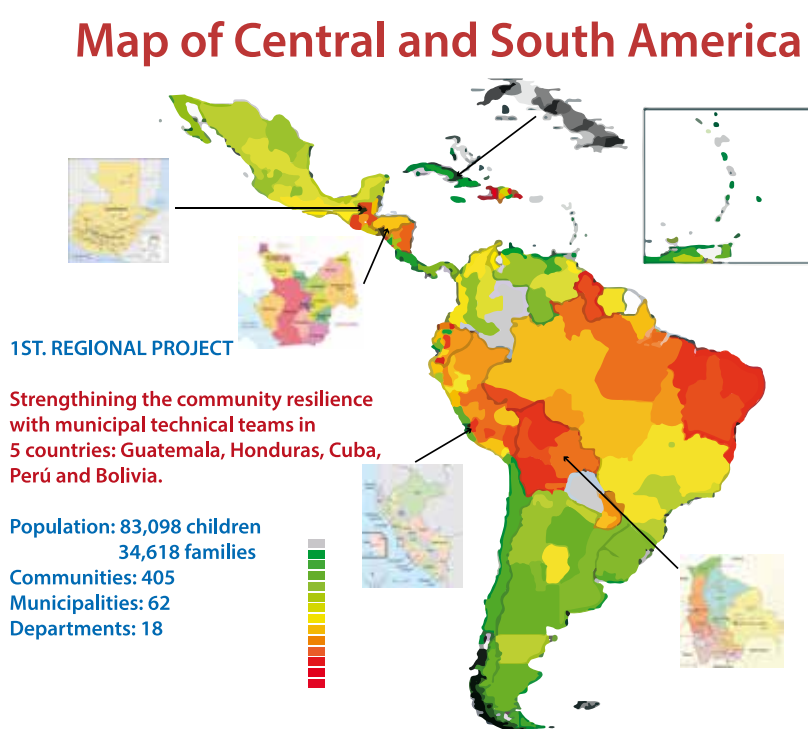 Map of Central and South America
1ST. REGIONAL PROJECT
Strengthining the community resilience
with municipal technical teams in
5 countries: Guatemala, Honduras, Cuba,
Perú and Bolivia.
Population: 83,098 children
34,618 families
Communities: 405
Municipalities: 62
Departments: 18